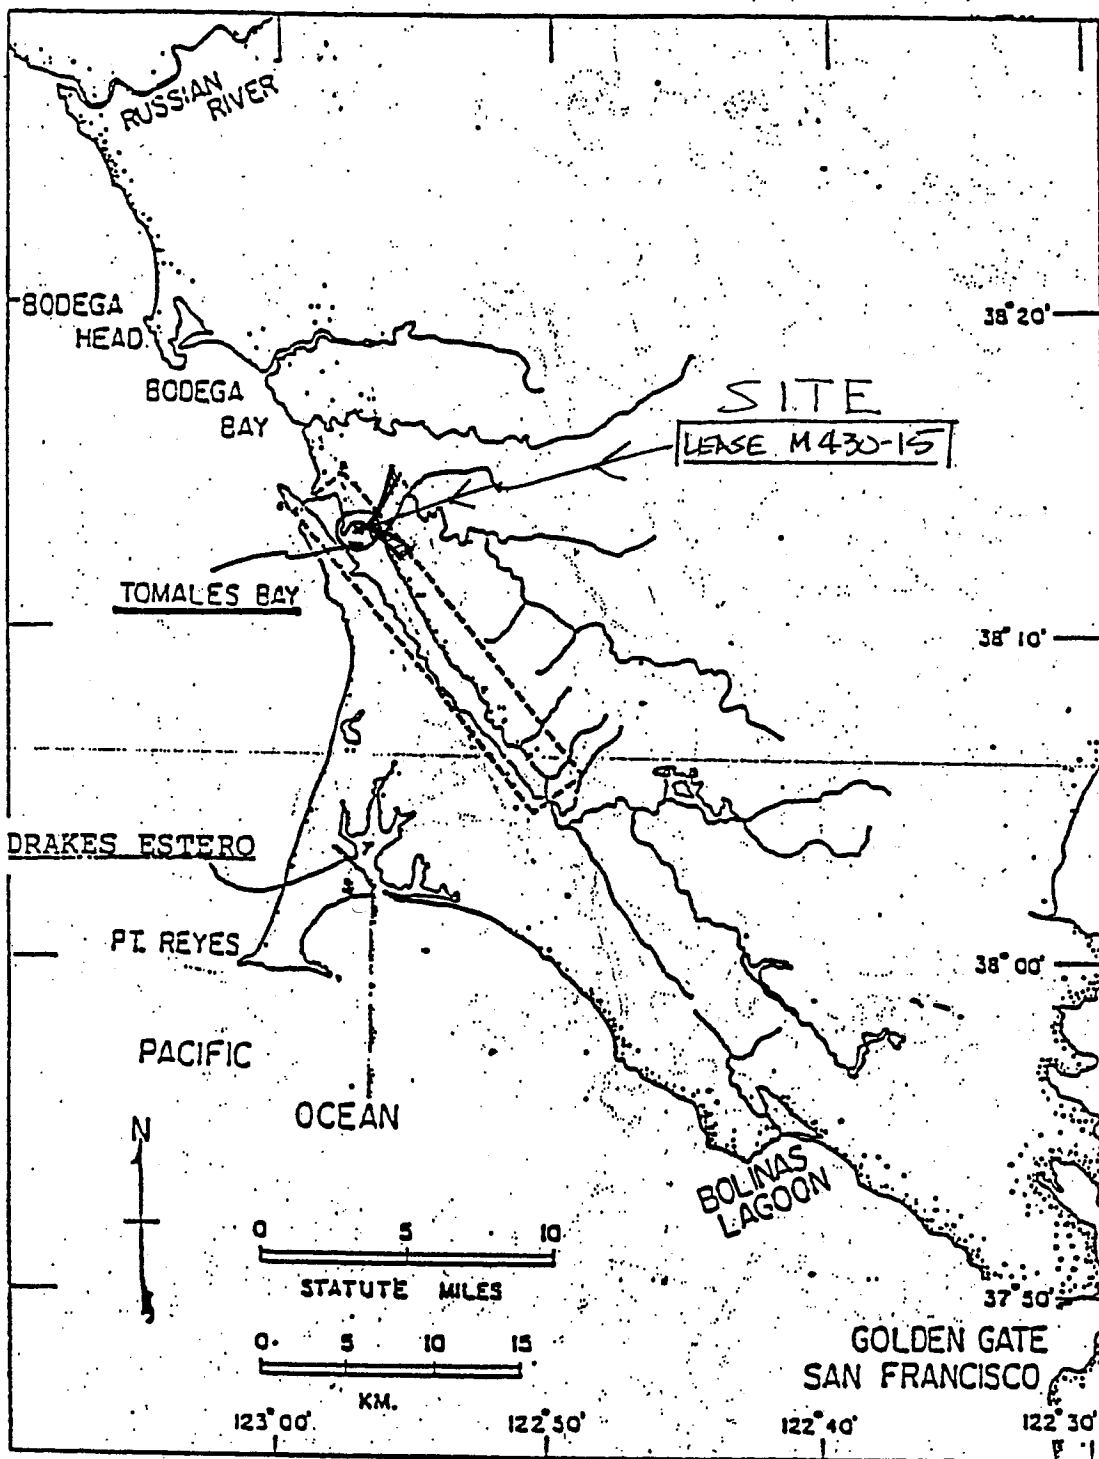 RUSSIAN
RIVER
BODEGA
HEAD
38°20'
BODEGA
BAY
SITE
LEASE M430-15
TOMALES BAY
38°10'
DRAKES ESTERO
PT. REYES
38°00'
PACIFIC
OCEAN
N
BOLINAS
LAGOON
0 5 10
STATUTE MILES
37°50'
0 5 10 15
KM.
GOLDEN GATE
SAN FRANCISCO
123°00' 122°50' 122°40' 122°30'